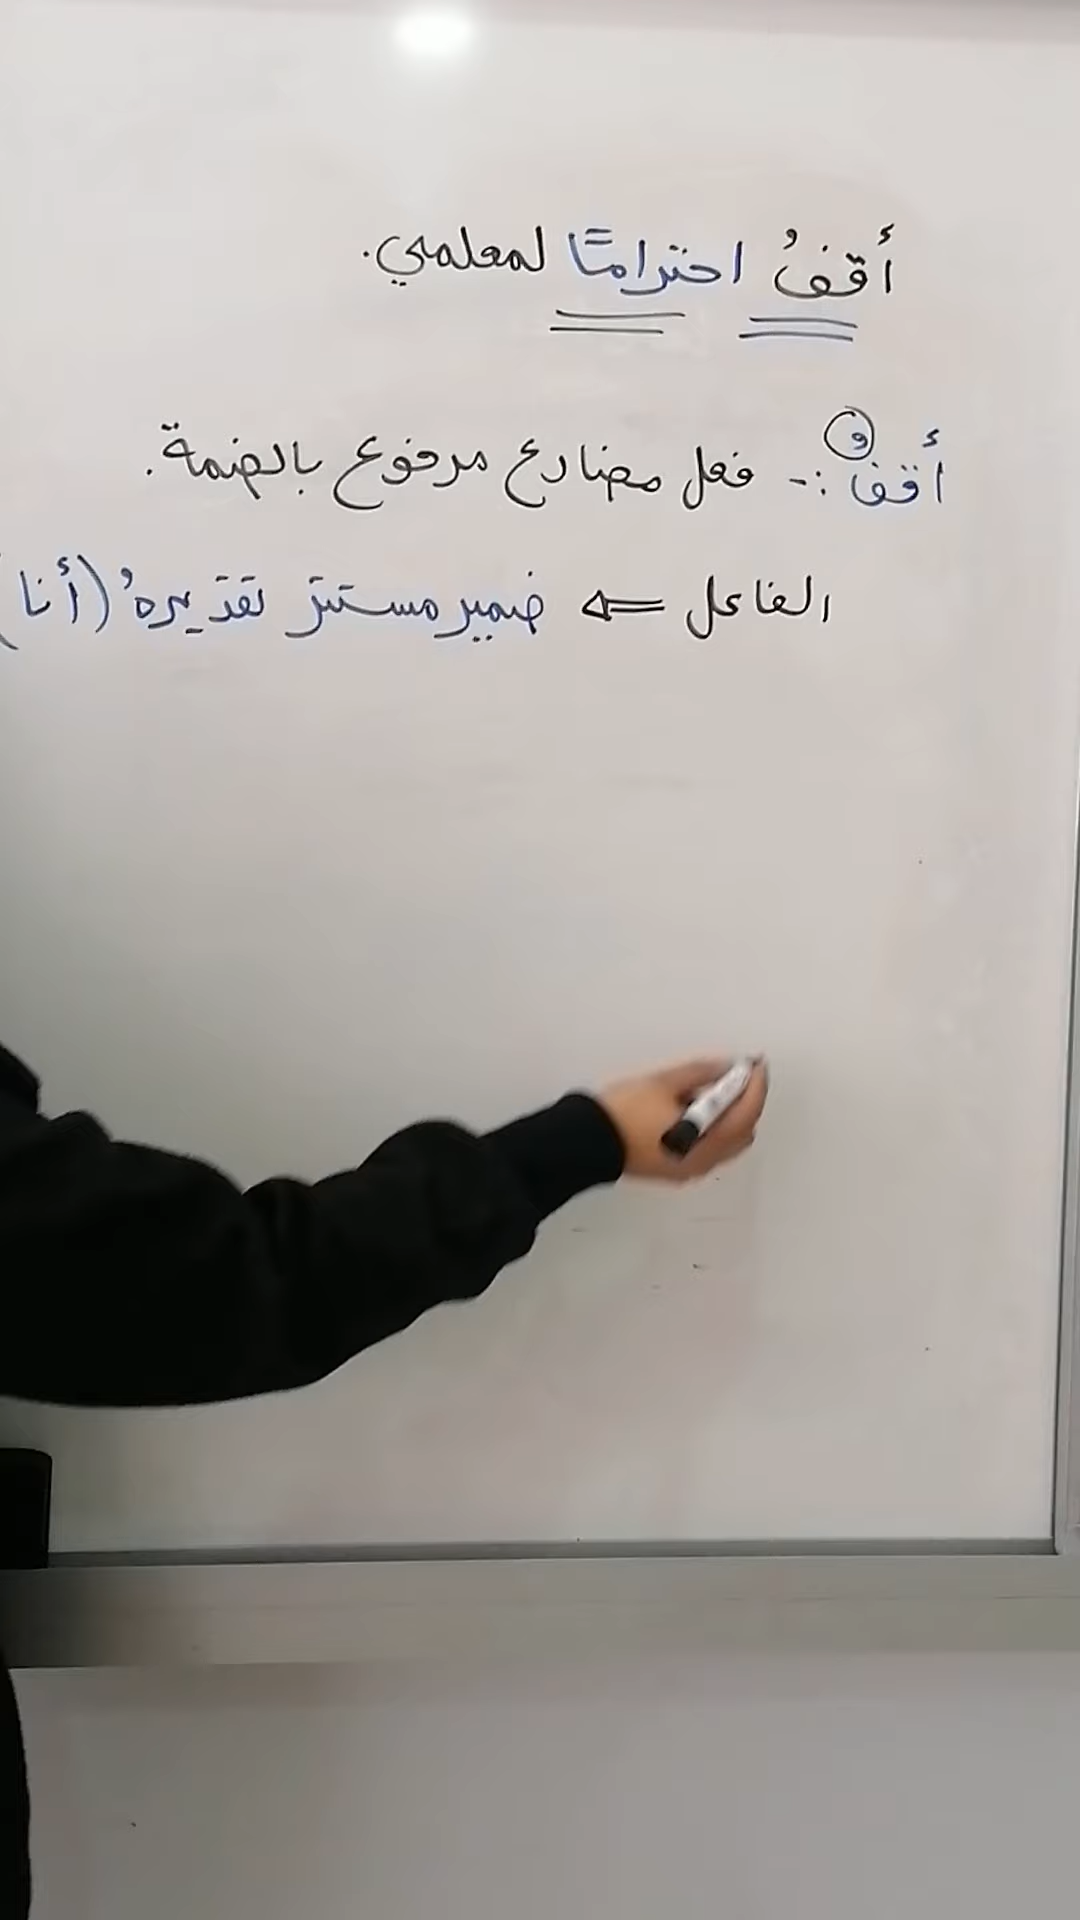 أقفُ احترامًا لمعلمي.
أقفُ :- فعل مضارع مرفوع بالضمة.
الفاعل ⇐ ضمير مستتر تقديرهُ (أنا)